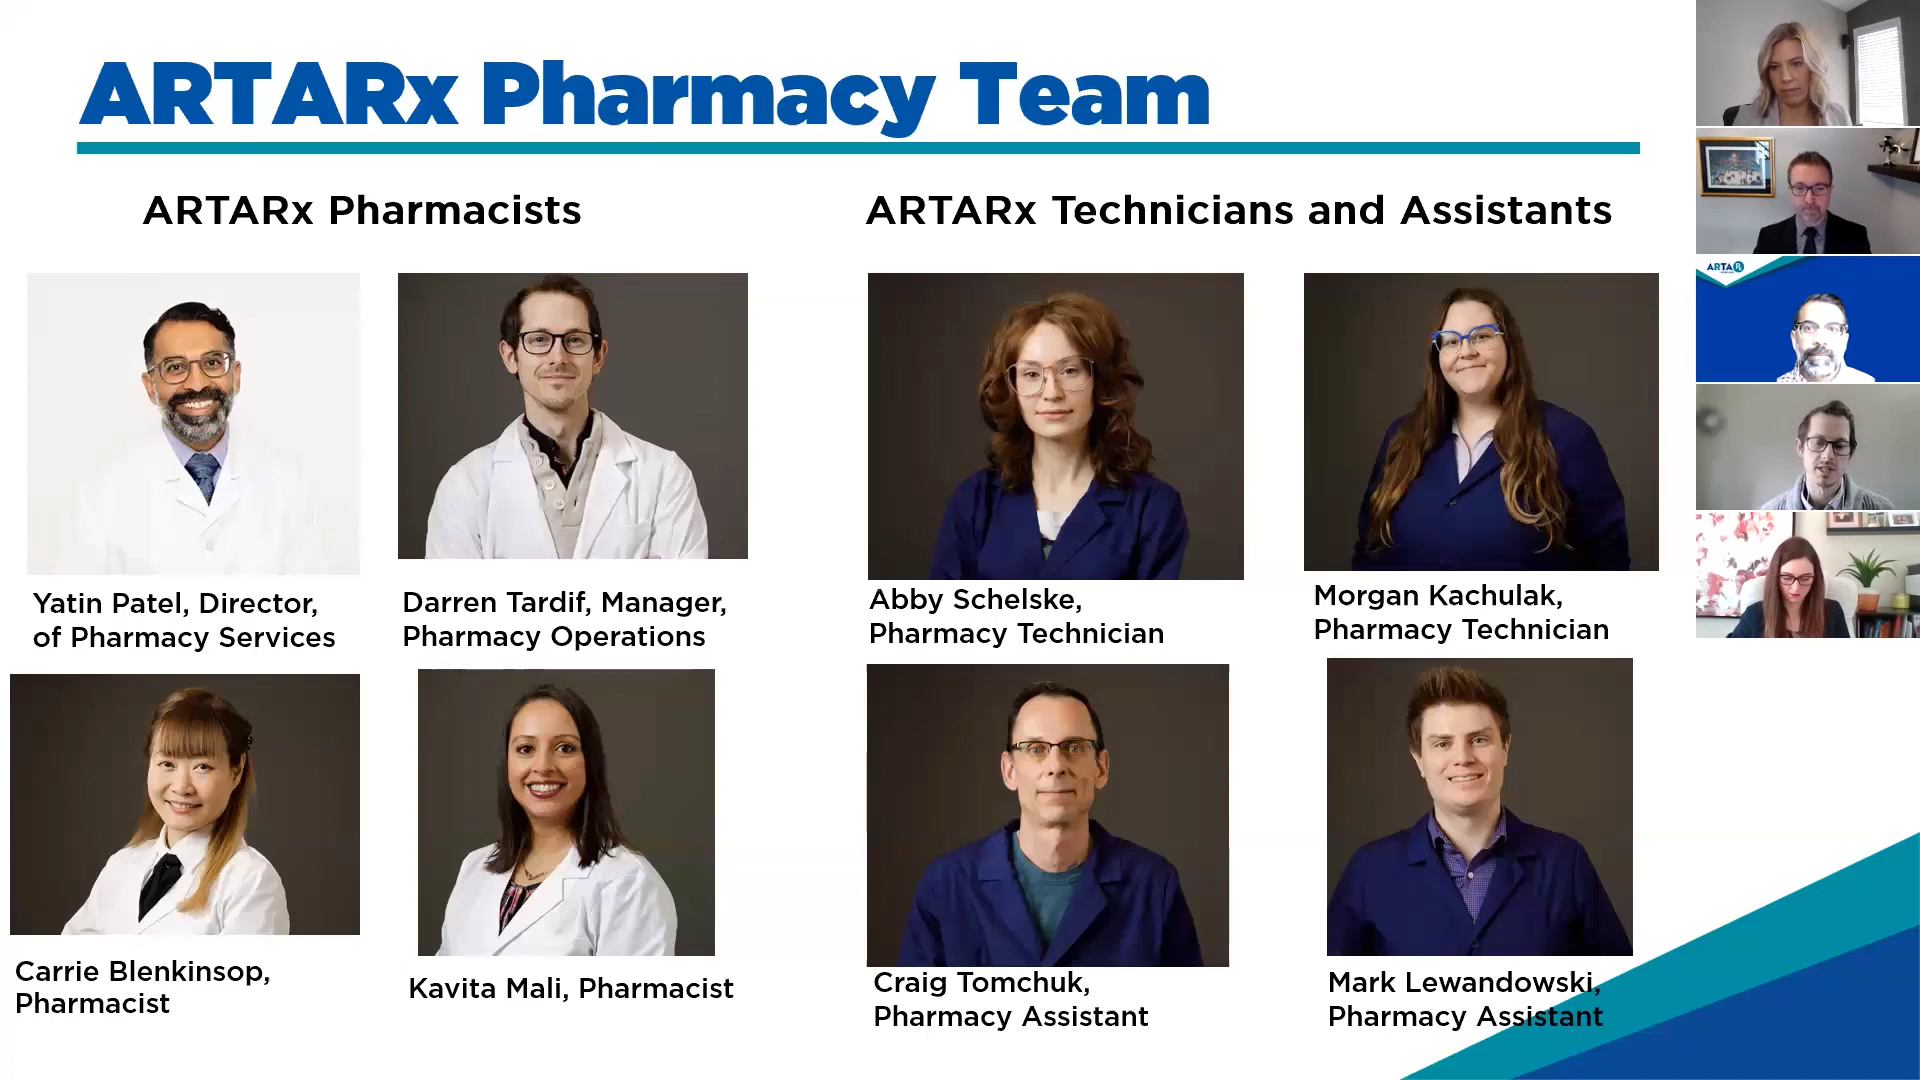 ARTARx Pharmacy Team
ARTARx Pharmacists
ARTARx Technicians and Assistants
Yatin Patel, Director,
of Pharmacy Services
Darren Tardif, Manager,
Pharmacy Operations
Abby Schelske,
Pharmacy Technician
Morgan Kachulak,
Pharmacy Technician
Carrie Blenkinsop,
Pharmacist
Kavita Mali, Pharmacist
Craig Tomchuk,
Pharmacy Assistant
Mark Lewandowski,
Pharmacy Assistant
ARTA Rx